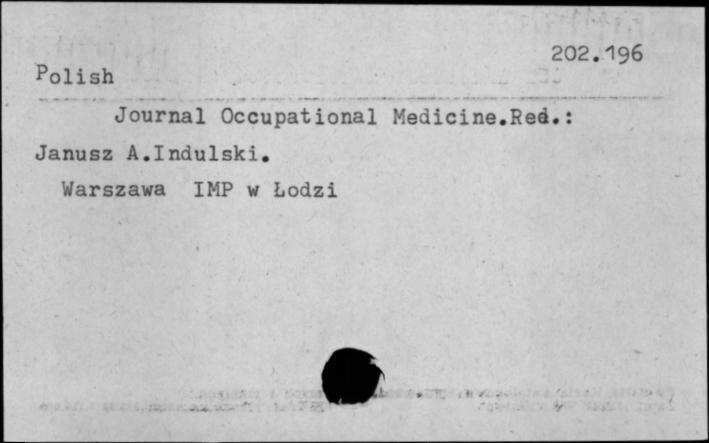 202.196
Polish
Journal Occupational Medicine.Red.:
Janusz A.Indulski.
Warszawa IMP w Łodzi